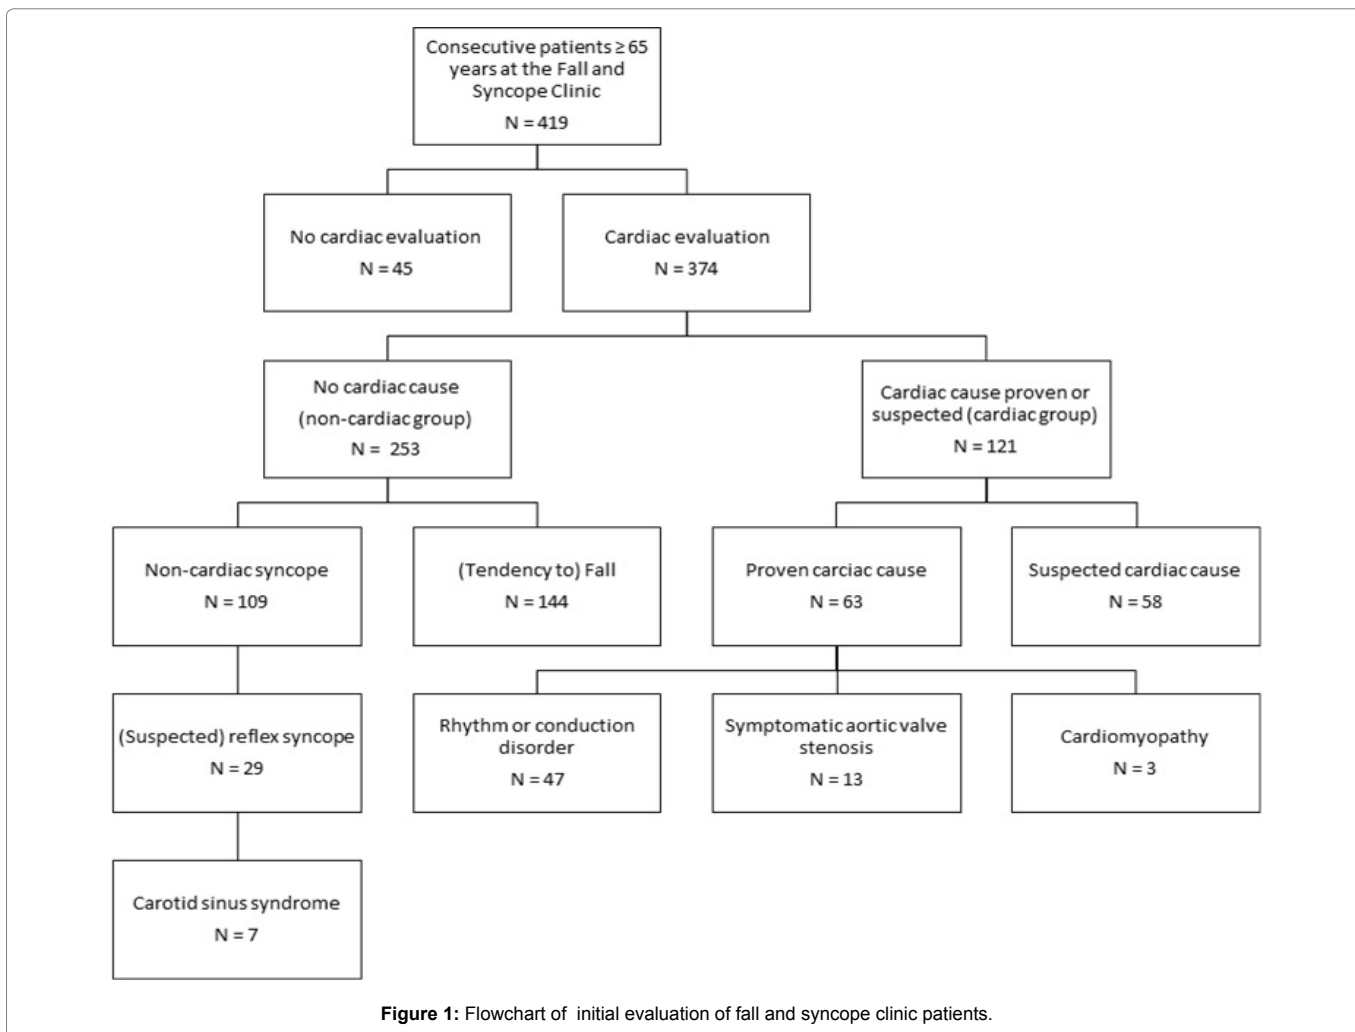 Consecutive patients ≥ 65
years at the Fall and
Syncope Clinic
N = 419
No cardiac evaluation
N = 45
Cardiac evaluation
N = 374
No cardiac cause
(non-cardiac group)
N = 253
Cardiac cause proven or
suspected (cardiac group)
N = 121
Non-cardiac syncope
N = 109
(Tendency to) Fall
N = 144
Proven carciac cause
N = 63
Suspected cardiac cause
N = 58
(Suspected) reflex syncope
N = 29
Rhythm or conduction
disorder
N = 47
Symptomatic aortic valve
stenosis
N = 13
Cardiomyopathy
N = 3
Carotid sinus syndrome
N = 7
Figure 1: Flowchart of initial evaluation of fall and syncope clinic patients.